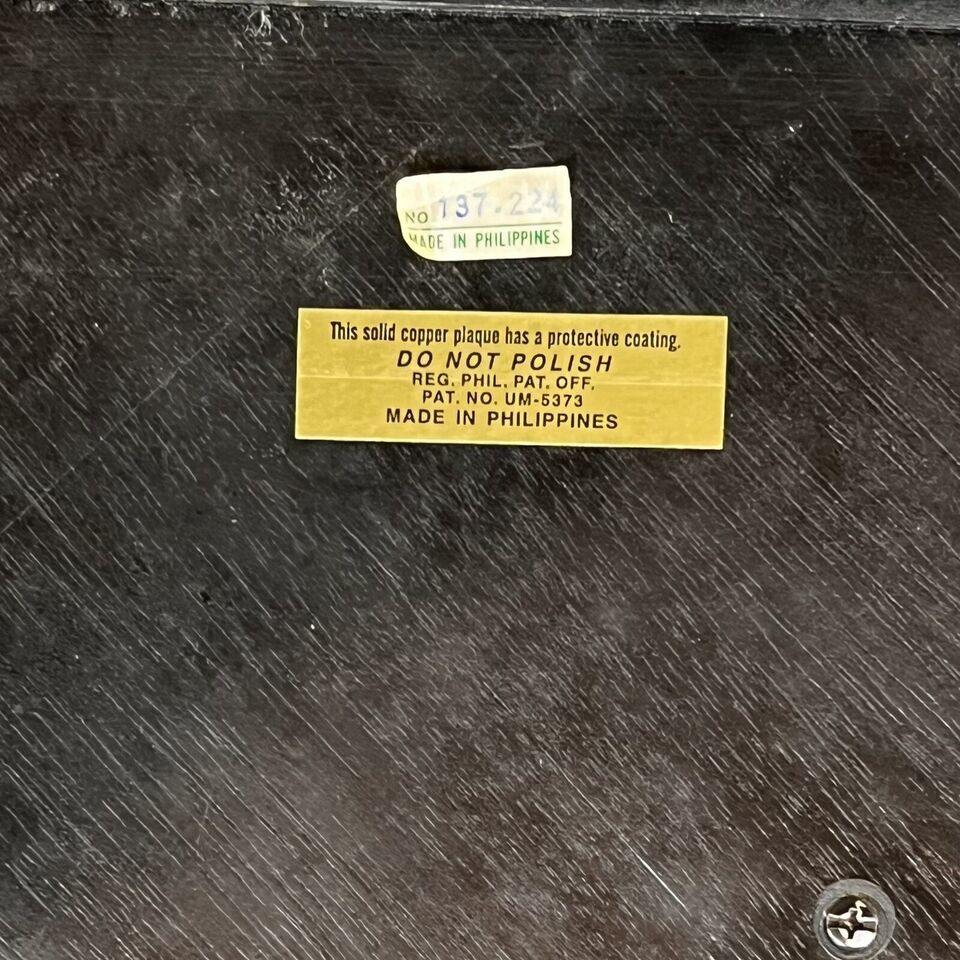 NO 137.224
MADE IN PHILIPPINES
This solid copper plaque has a protective coating.
DO NOT POLISH
REG. PHIL. PAT. OFF.
PAT. NO. UM-5373
MADE IN PHILIPPINES